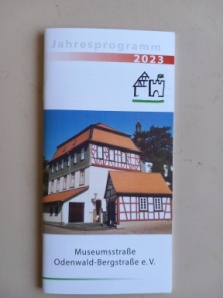 Jahresprogramm
2023
Museumsstraße
Odenwald-Bergstraße e.V.